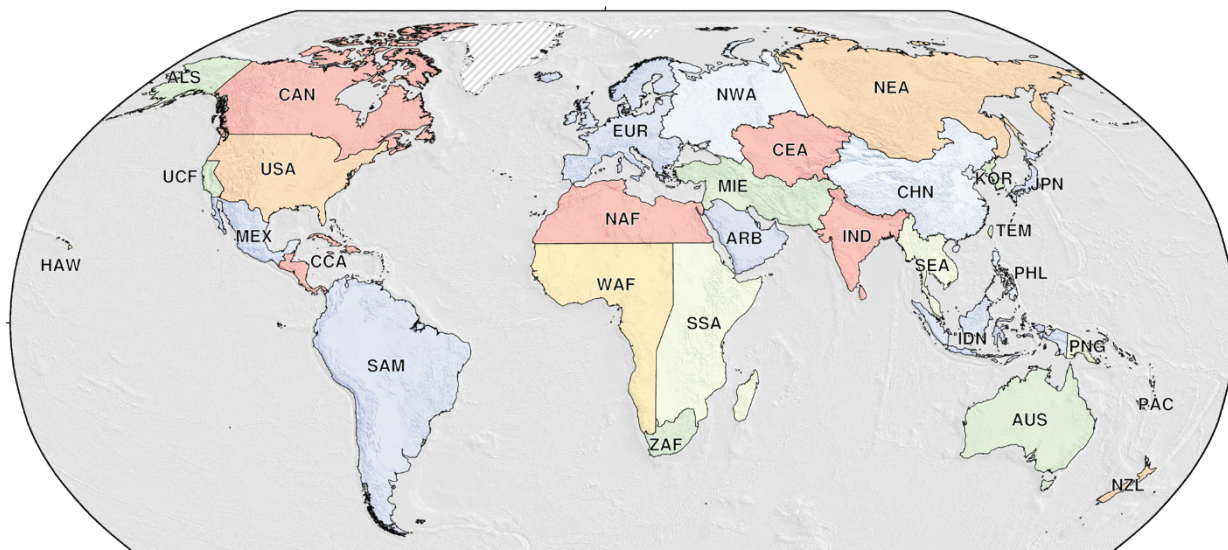 ALS
CAN
NWA
NEA
EUR
CEA
USA
UCF
MIE
CHN
KOR
JPN
NAF
MEX
ARB
IND
TEM
CCA
HAW
SEA
PHL
WAF
SSA
IDN
PNG
SAM
PAC
AUS
ZAF
NZL